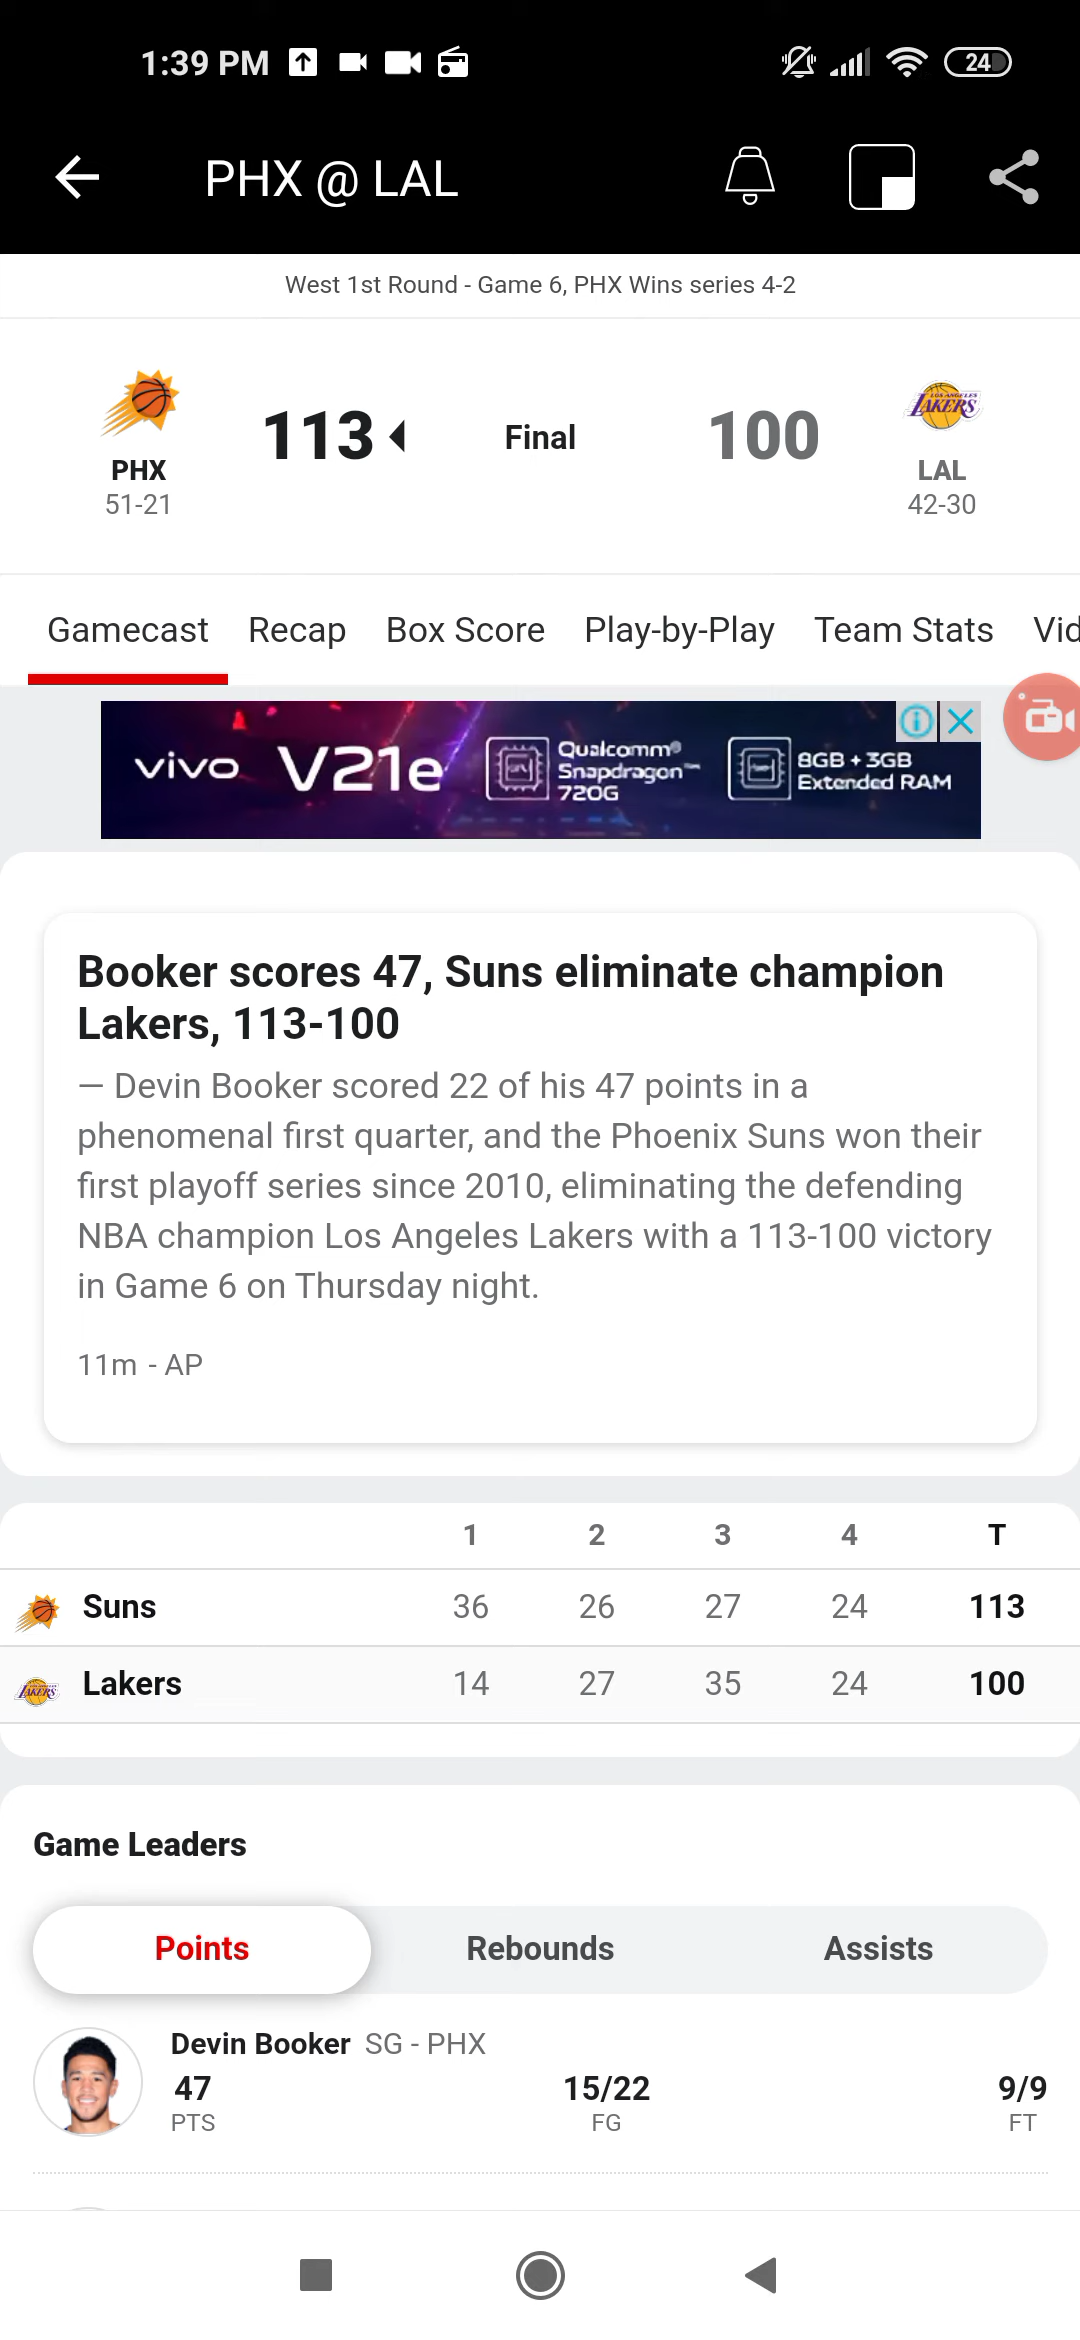 1:39 PM
24
PHX @ LAL
West 1st Round - Game 6, PHX Wins series 4-2
113 Final 100
LAKERS
PHX LAL
51-21 42-30
Gamecast Recap Box Score Play-by-Play Team Stats Vid
vivo V21e Qualcomm® Snapdragon™ 720G 8GB + 3GB Extended RAM
Booker scores 47, Suns eliminate champion
Lakers, 113-100
— Devin Booker scored 22 of his 47 points in a
phenomenal first quarter, and the Phoenix Suns won their
first playoff series since 2010, eliminating the defending
NBA champion Los Angeles Lakers with a 113-100 victory
in Game 6 on Thursday night.
11m - AP
1 2 3 4 T
Suns 36 26 27 24 113
Lakers 14 27 35 24 100
Game Leaders
Points Rebounds Assists
Devin Booker SG - PHX
47 15/22 9/9
PTS FG FT